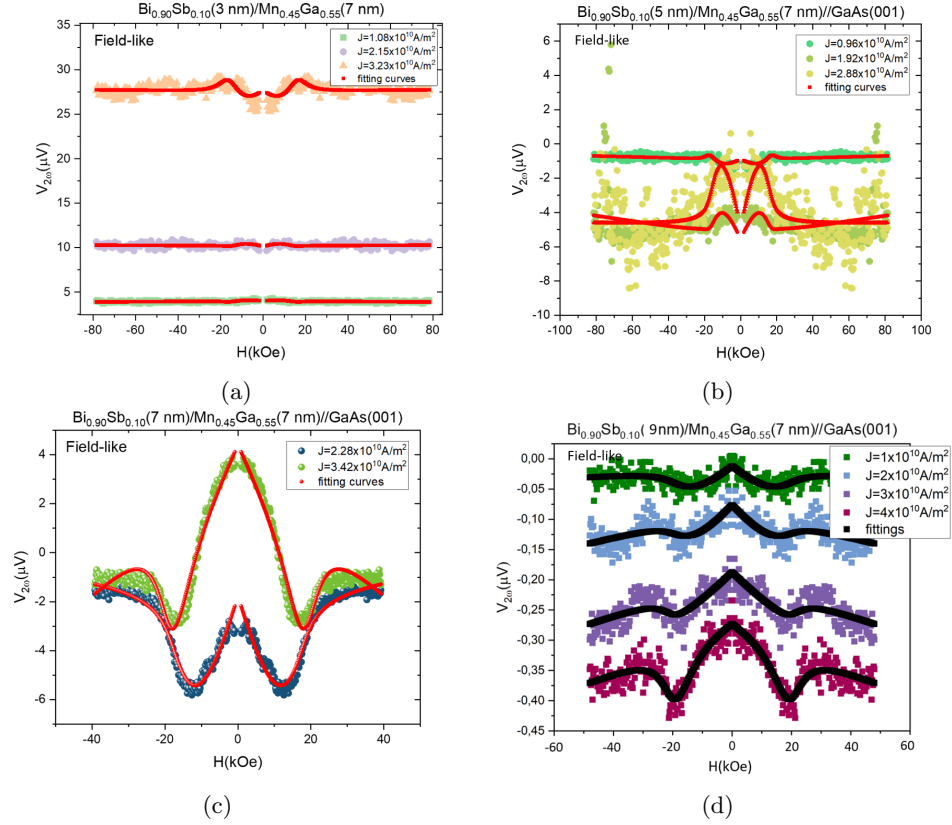 Bi0.90Sb0.10(3 nm)/Mn0.45Ga0.55(7 nm)
Field-like
J=1.08x10^10A/m^2
J=2.15x10^10A/m^2
J=3.23x10^10A/m^2
fitting curves
35
30
25
20
15
10
5
V2ω(μV)
-80 -60 -40 -20 0 20 40 60 80
H(kOe)
(a)
Bi0.90Sb0.10(5 nm)/Mn0.45Ga0.55(7 nm)//GaAs(001)
Field-like
J=0.96x10^10A/m^2
J=1.92x10^10A/m^2
J=2.88x10^10A/m^2
fitting curves
6
4
2
0
-2
-4
-6
-8
-10
V2ω(μV)
-100 -80 -60 -40 -20 0 20 40 60 80 100
H(kOe)
(b)
Bi0.90Sb0.10(7 nm)/Mn0.45Ga0.55(7 nm)//GaAs(001)
Field-like
J=2.28x10^10A/m^2
J=3.42x10^10A/m^2
fitting curves
4
2
0
-2
-4
-6
V2ω(μV)
-40 -20 0 20 40
H(kOe)
(c)
Bi0.90Sb0.10( 9nm)/Mn0.45Ga0.55(7 nm)//GaAs(001)
Field-like
J=1x10^10A/m^2
J=2x10^10A/m^2
J=3x10^10A/m^2
J=4x10^10A/m^2
fittings
0,00
-0,05
-0,11
-0,15
-0,20
-0,25
-0,30
-0,35
-0,40
-0,45
V2ω(μV)
-60 -40 -20 0 20 40 60
H(kOe)
(d)